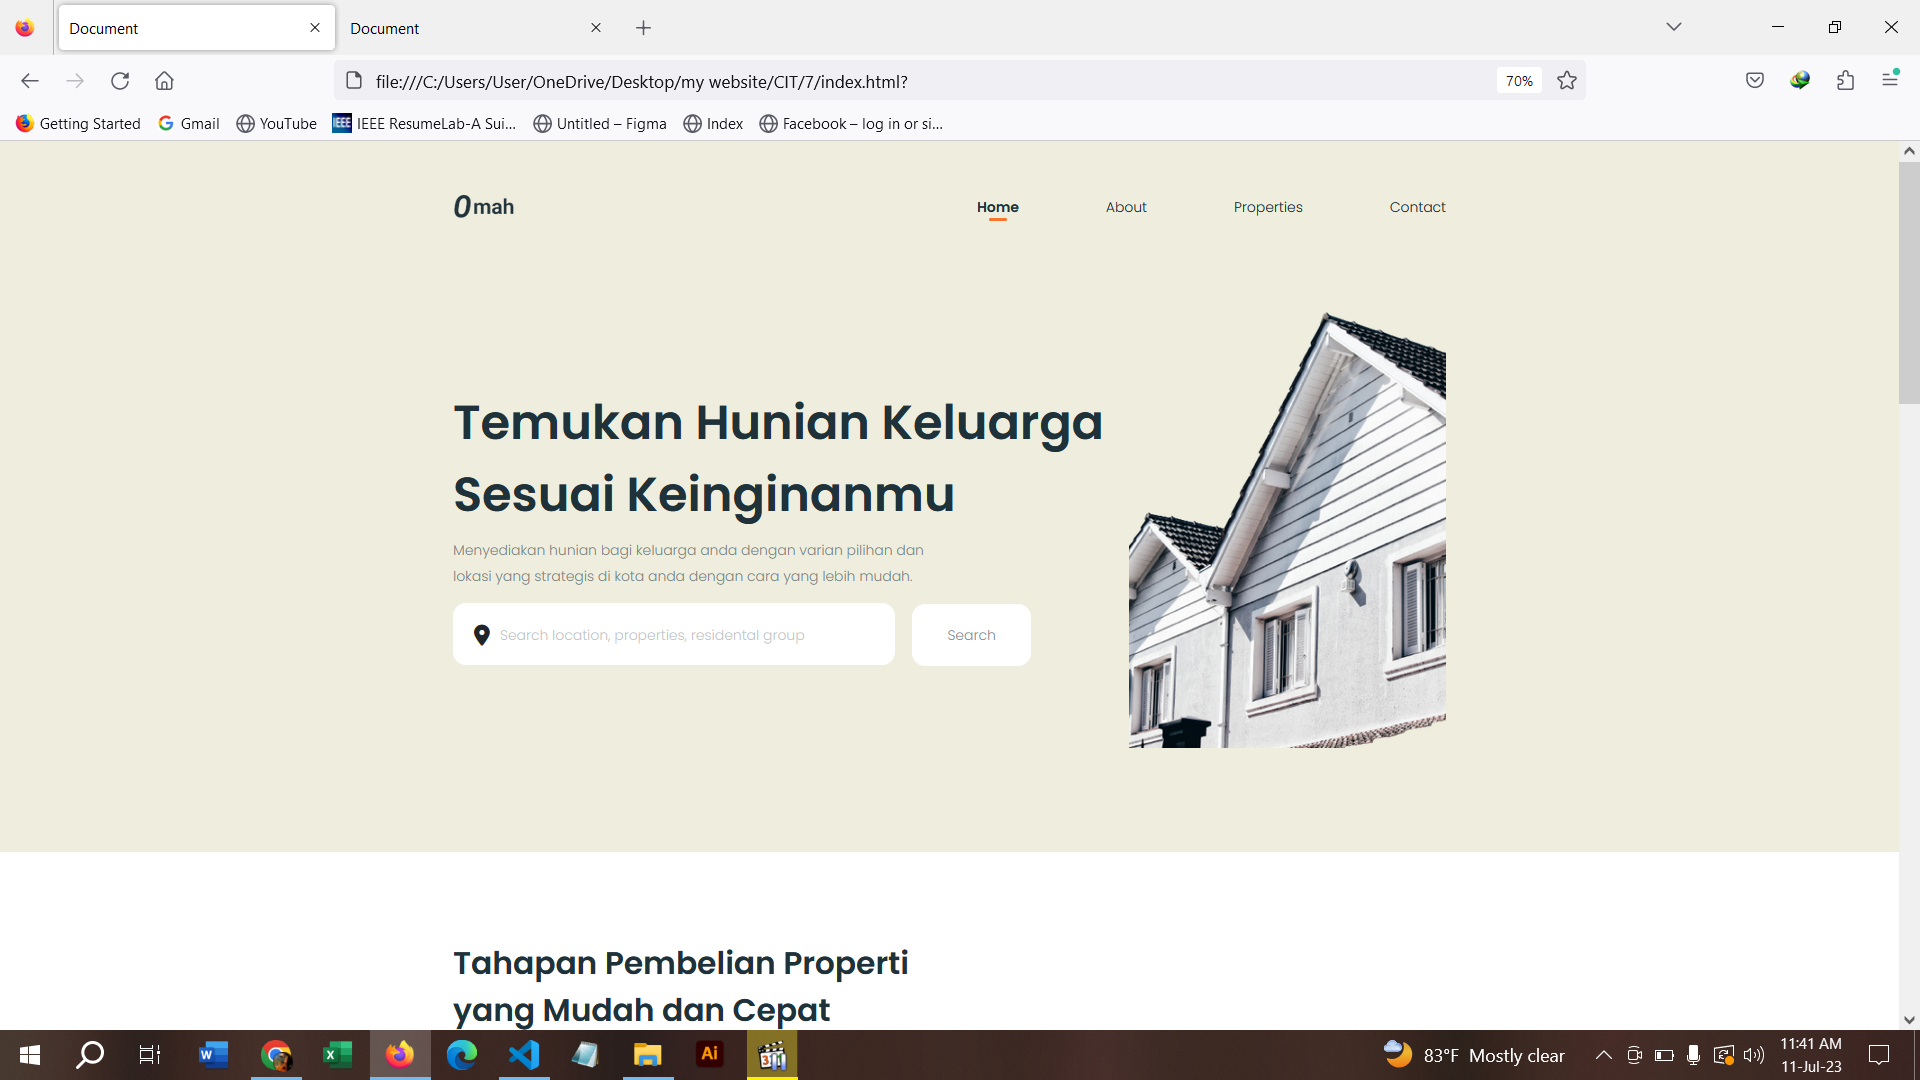 Document
Document
file:///C:/Users/User/OneDrive/Desktop/my website/CIT/7/index.html?
70%
Getting Started
Gmail
YouTube
IEEE
IEEE ResumeLab-A Sui...
Untitled – Figma
Index
Facebook – log in or si...
Omah
Home
About
Properties
Contact
Temukan Hunian Keluarga
Sesuai Keinginanmu
Menyediakan hunian bagi keluarga anda dengan varian pilihan dan
lokasi yang strategis di kota anda dengan cara yang lebih mudah.
Search location, properties, residental group
Search
Tahapan Pembelian Properti
yang Mudah dan Cepat
Ai
83°F Mostly clear
11:41 AM
11-Jul-23